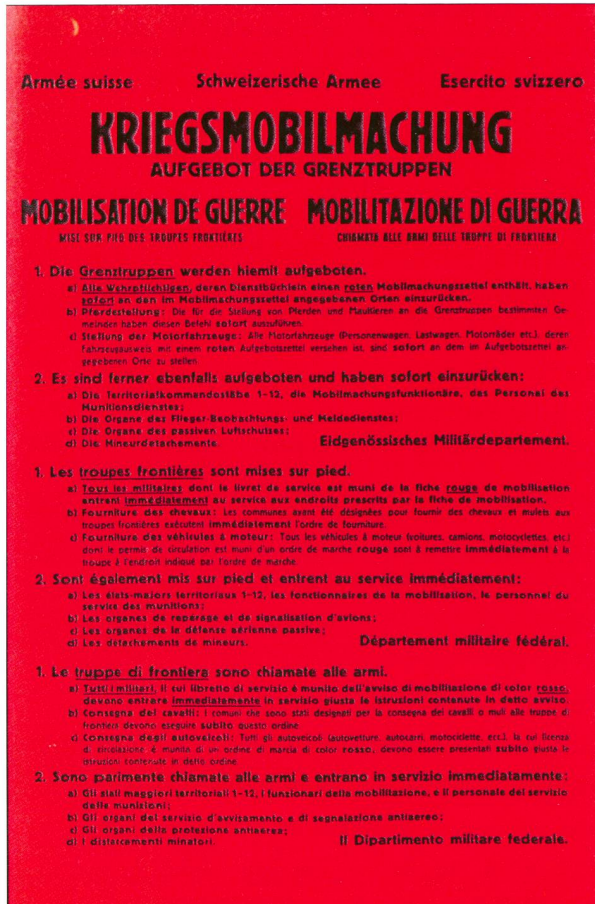 Armée suisse Schweizerische Armee Esercito svizzero
KRIEGSMOBILMACHUNG
AUFGEBOT DER GRENZTRUPPEN
MOBILISATION DE GUERRE MOBILITAZIONE DI GUERRA
MISE SUR PIED DES TROUPES FRONTIÈRES CHIAMATA ALLE ARMI DELLE TRUPPE DI FRONTIERA
1. Die Grenztruppen werden hiemit aufgeboten.
a) Alle Wehrpflichtigen, deren Dienstbüchlein einen roten Mobilmachungszettel enthält, haben
sofort an den im Mobilmachungszettel angegebenen Orten einzurücken.
b) Pferdestellung: Die für die Stellung von Pferden und Maultieren an die Grenztruppen bestimmten Ge-
meinden haben diesen Befehl sofort auszuführen.
c) Stellung der Motorfahrzeuge: Alle Motorfahrzeuge (Personenwagen, Lastwagen, Motorräder etc.), deren
Fahrzeugausweis mit einem roten Aufgebotszettel versehen ist, sind sofort an dem im Aufgebotszettel an-
gegebenen Orte zu stellen.
2. Es sind ferner ebenfalls aufgeboten und haben sofort einzurücken:
a) Die Territorialkommandostäbe 1-12, die Mobilmachungsfunktionäre, das Personal des
Munitionsdienstes;
b) Die Organe des Flieger-Beobachtungs- und Meldedienstes;
c) Die Organe des passiven Luftschutzes;
d) Die Mineurdetachemente. Eidgenössisches Militärdepartement.
1. Les troupes frontières sont mises sur pied.
a) Tous les militaires dont le livret de service est muni de la fiche rouge de mobilisation
entrent immédiatement au service aux endroits prescrits par la fiche de mobilisation.
b) Fourniture des chevaux: Les communes ayant été désignées pour fournir des chevaux et mulets aux
troupes frontières exécutent immédiatement l'ordre de fourniture.
c) Fourniture des véhicules à moteur: Tous les véhicules à moteur (voitures, camions, motocyclettes, etc.)
dont le permis de circulation est muni d'un ordre de marche rouge sont à remettre immédiatement à la
troupe à l'endroit indiqué par l'ordre de marche.
2. Sont également mis sur pied et entrent au service immédiatement:
a) Les états-majors territoriaux 1-12, les fonctionnaires de la mobilisation, le personnel du
service des munitions;
b) Les organes de repérage et de signalisation d'avions;
c) Les organes de la défense aérienne passive;
d) Les détachements de mineurs. Département militaire fédéral.
1. Le truppe di frontiera sono chiamate alle armi.
a) Tutti i militari, il cui libretto di servizio è munito dell'avviso di mobilitazione di color rosso,
devono entrare immediatamente in servizio giusta le istruzioni contenute in detto avviso.
b) Consegna dei cavalli: I comuni che sono stati designati per la consegna dei cavalli o muli alle truppe di
frontiera devono eseguire subito questo ordine.
c) Consegna degli autoveicoli: Tutti gli autoveicoli (autovetture, autocarri, motociclette, ecc.), la cui licenza
di circolazione è munita di un ordine di marcia di color rosso, devono essere presentati subito giusta le
istruzioni contenute in detto ordine.
2. Sono parimente chiamate alle armi e entrano in servizio immediatamente:
a) Gli stati maggiori territoriali 1-12, i funzionari della mobilitazione, e il personale del servizio
delle munizioni;
b) Gli organi del servizio d'avvisamento e di segnalazione antiaereo;
c) Gli organi della protezione antiaerea;
d) I distaccamenti minatori. Il Dipartimento militare federale.